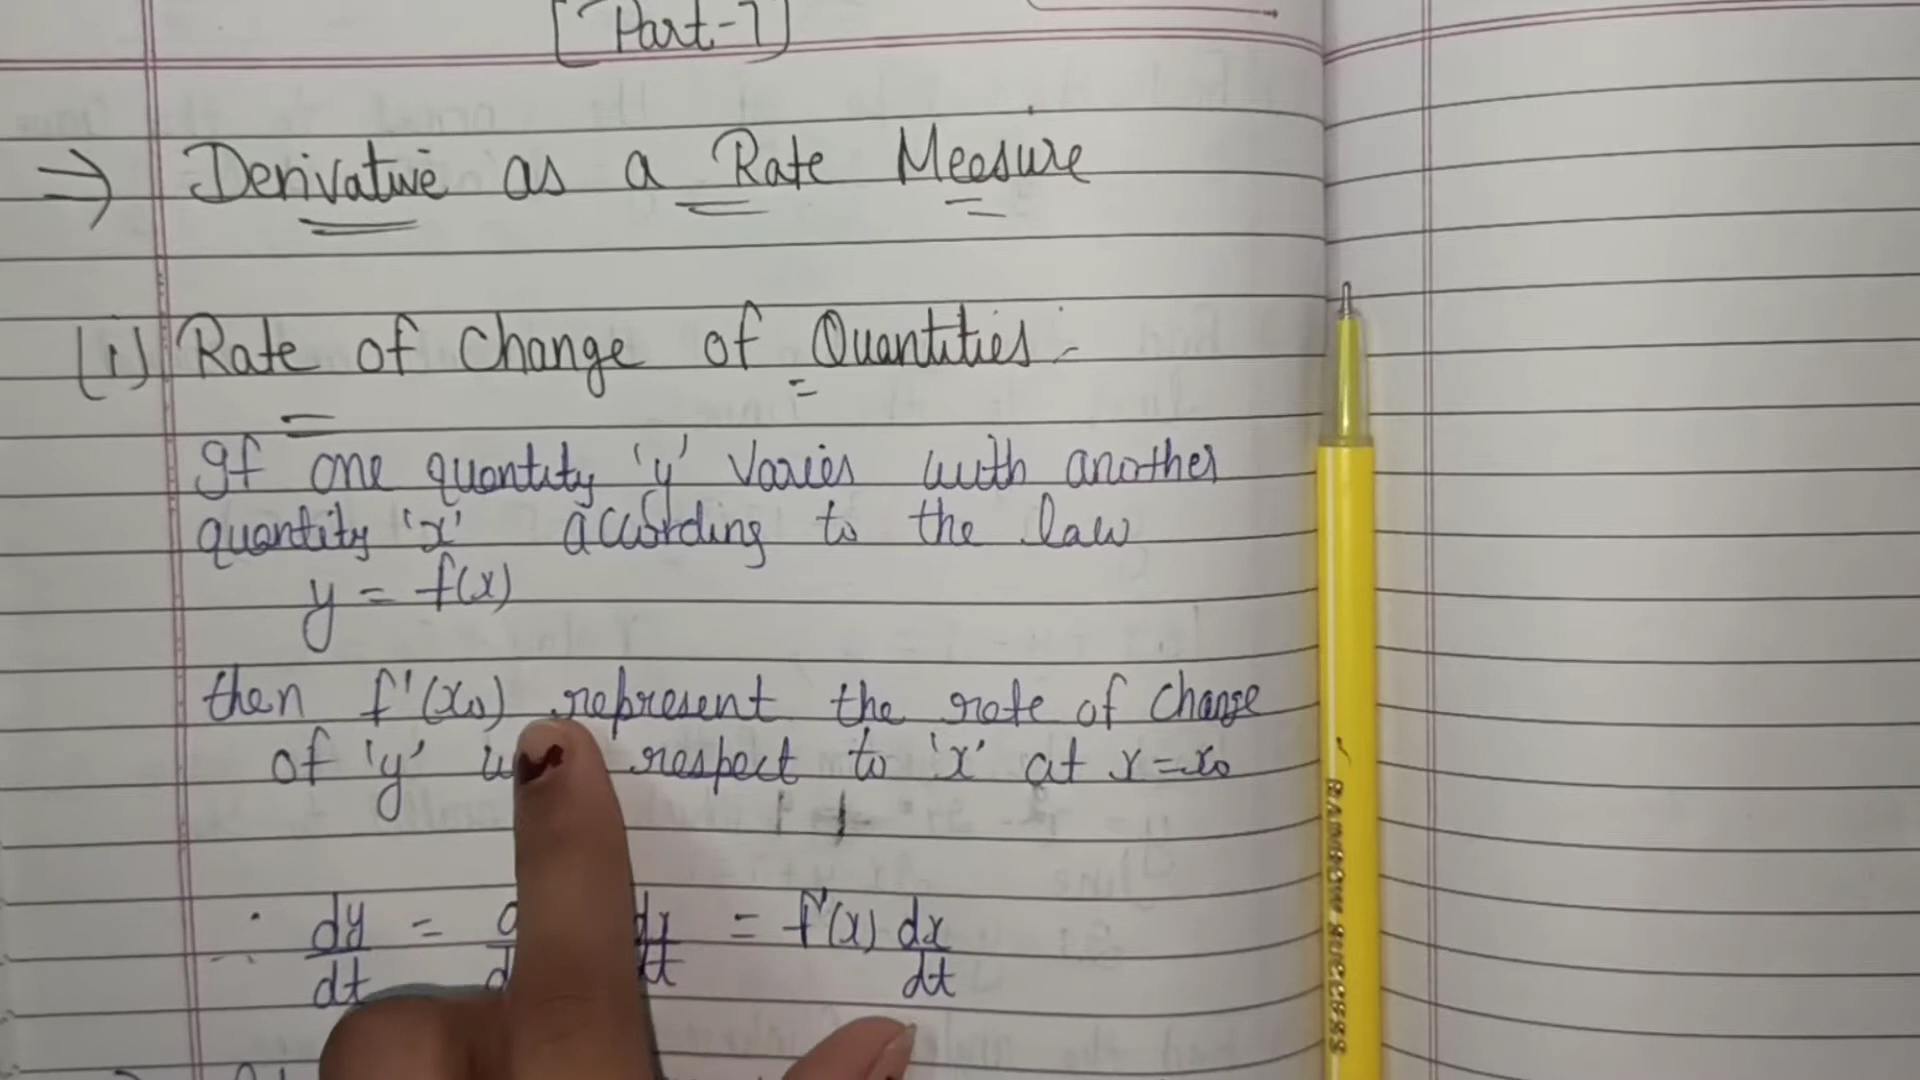 [Part-7]
⇒ Derivative as a Rate Measure
(i) Rate of Change of Quantities :-
If one quantity 'y' varies with another
quantity 'x' according to the law
y = f(x)
then f'(x₀) represent the rate of change
of 'y' respect to 'x' at x=x₀
∴ dy/dt = = f'(x) dx/dt
RAINBOW SUCCESS